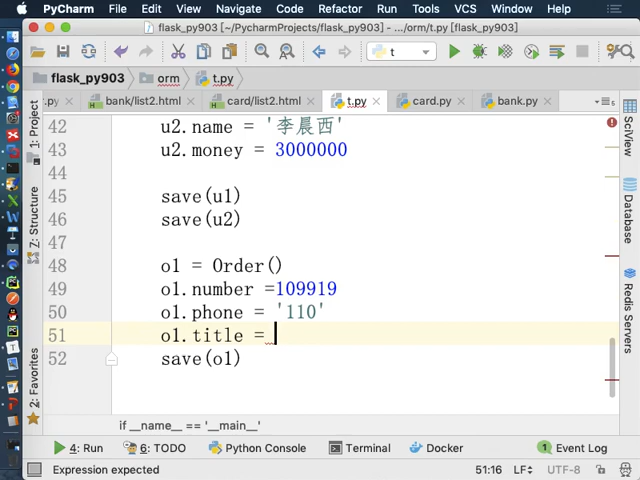 PyCharm File Edit View Navigate Code Refactor Run Tools VCS Window Help
flask_py903 [~/PycharmProjects/flask_py903] - .../orm/t.py [flask_py903]
t
flask_py903 orm t.py
.py bank/list2.html card/list2.html t.py card.py bank.py
1: Project
7: Structure
2: Favorites
SciView
Database
Redis Servers
42 u2.name = '李晨西'
43 u2.money = 3000000
44
45 save(u1)
46 save(u2)
47
48 o1 = Order()
49 o1.number =109919
50 o1.phone = '110'
51 o1.title =
52 save(o1)
if __name__ == '__main__'
4: Run 6: TODO Python Console Terminal Docker 1 Event Log
Expression expected 51:16 LF UTF-8